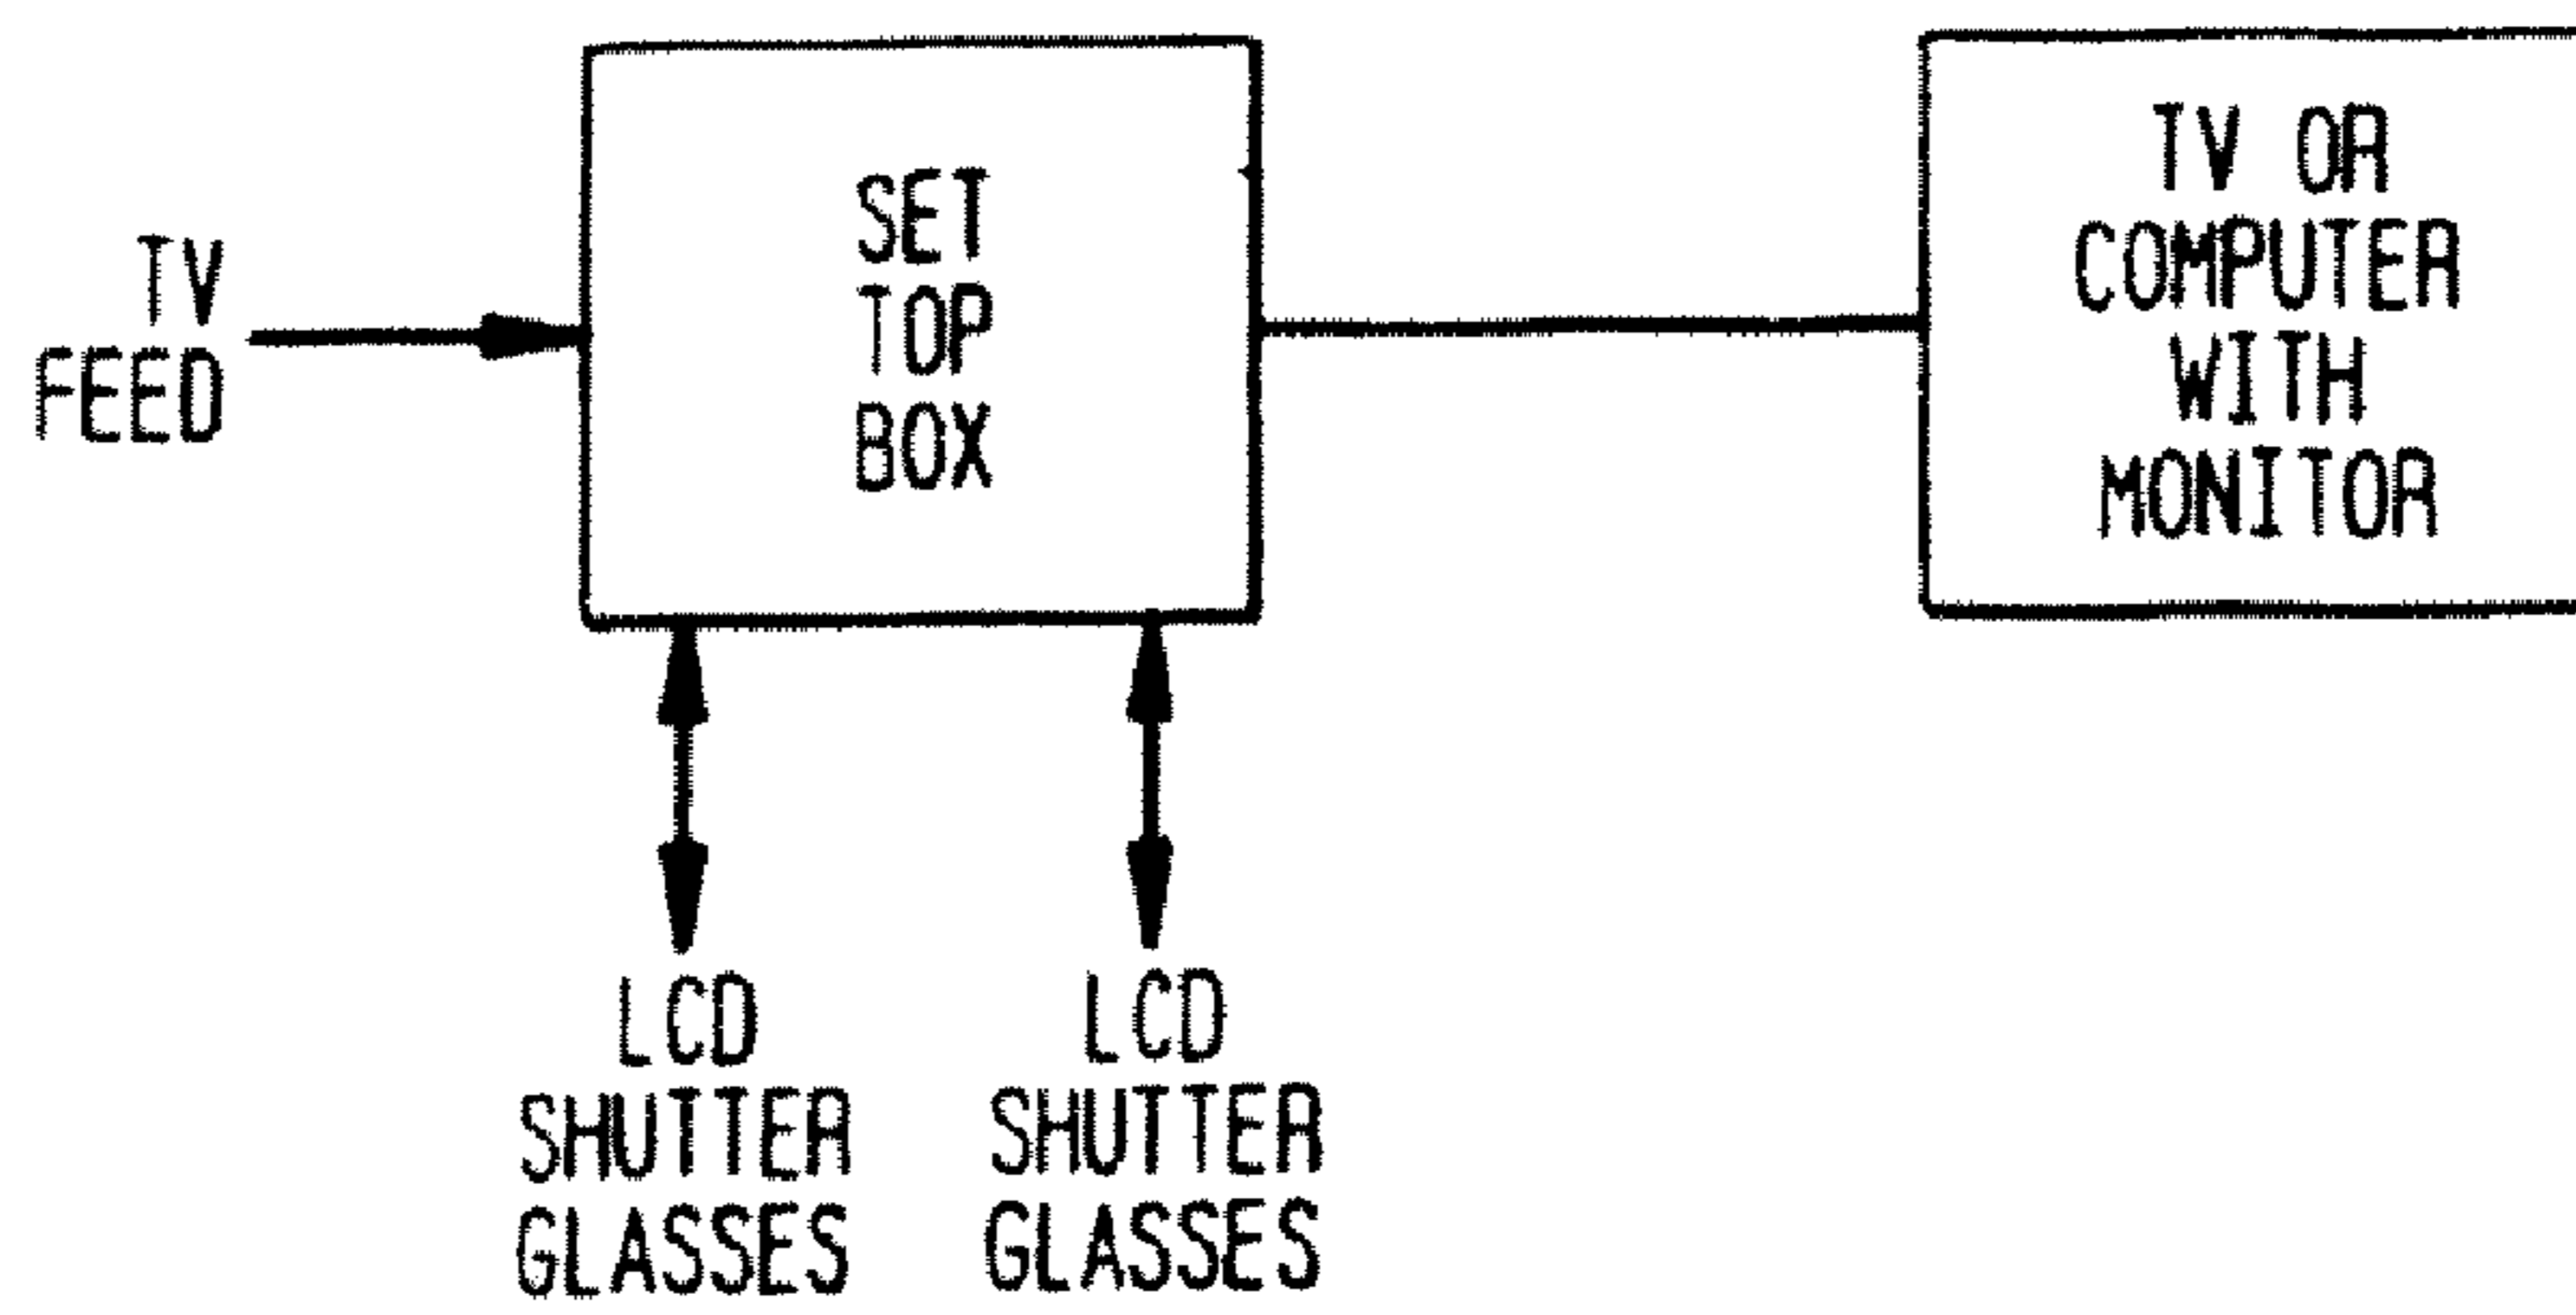 TV
FEED
SET
TOP
BOX
TV OR
COMPUTER
WITH
MONITOR
LCD
SHUTTER
GLASSES
LCD
SHUTTER
GLASSES